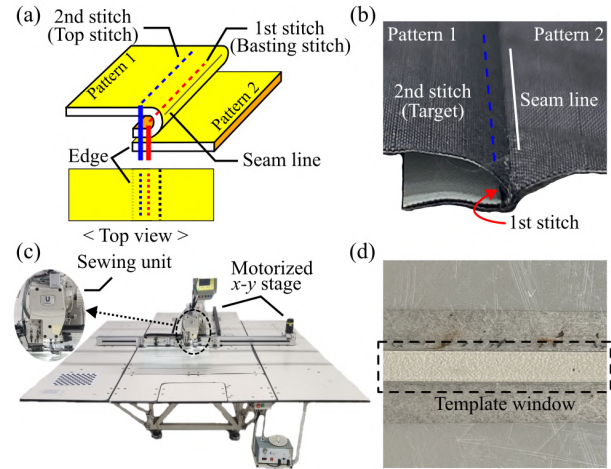 (a)
2nd stitch
(Top stitch)
1st stitch
(Basting stitch)
Pattern 1
Pattern 2
Edge
Seam line
< Top view >
(b)
Pattern 1
Pattern 2
2nd stitch
(Target)
Seam line
1st stitch
(c)
Sewing unit
Motorized
x-y stage
U
(d)
Template window